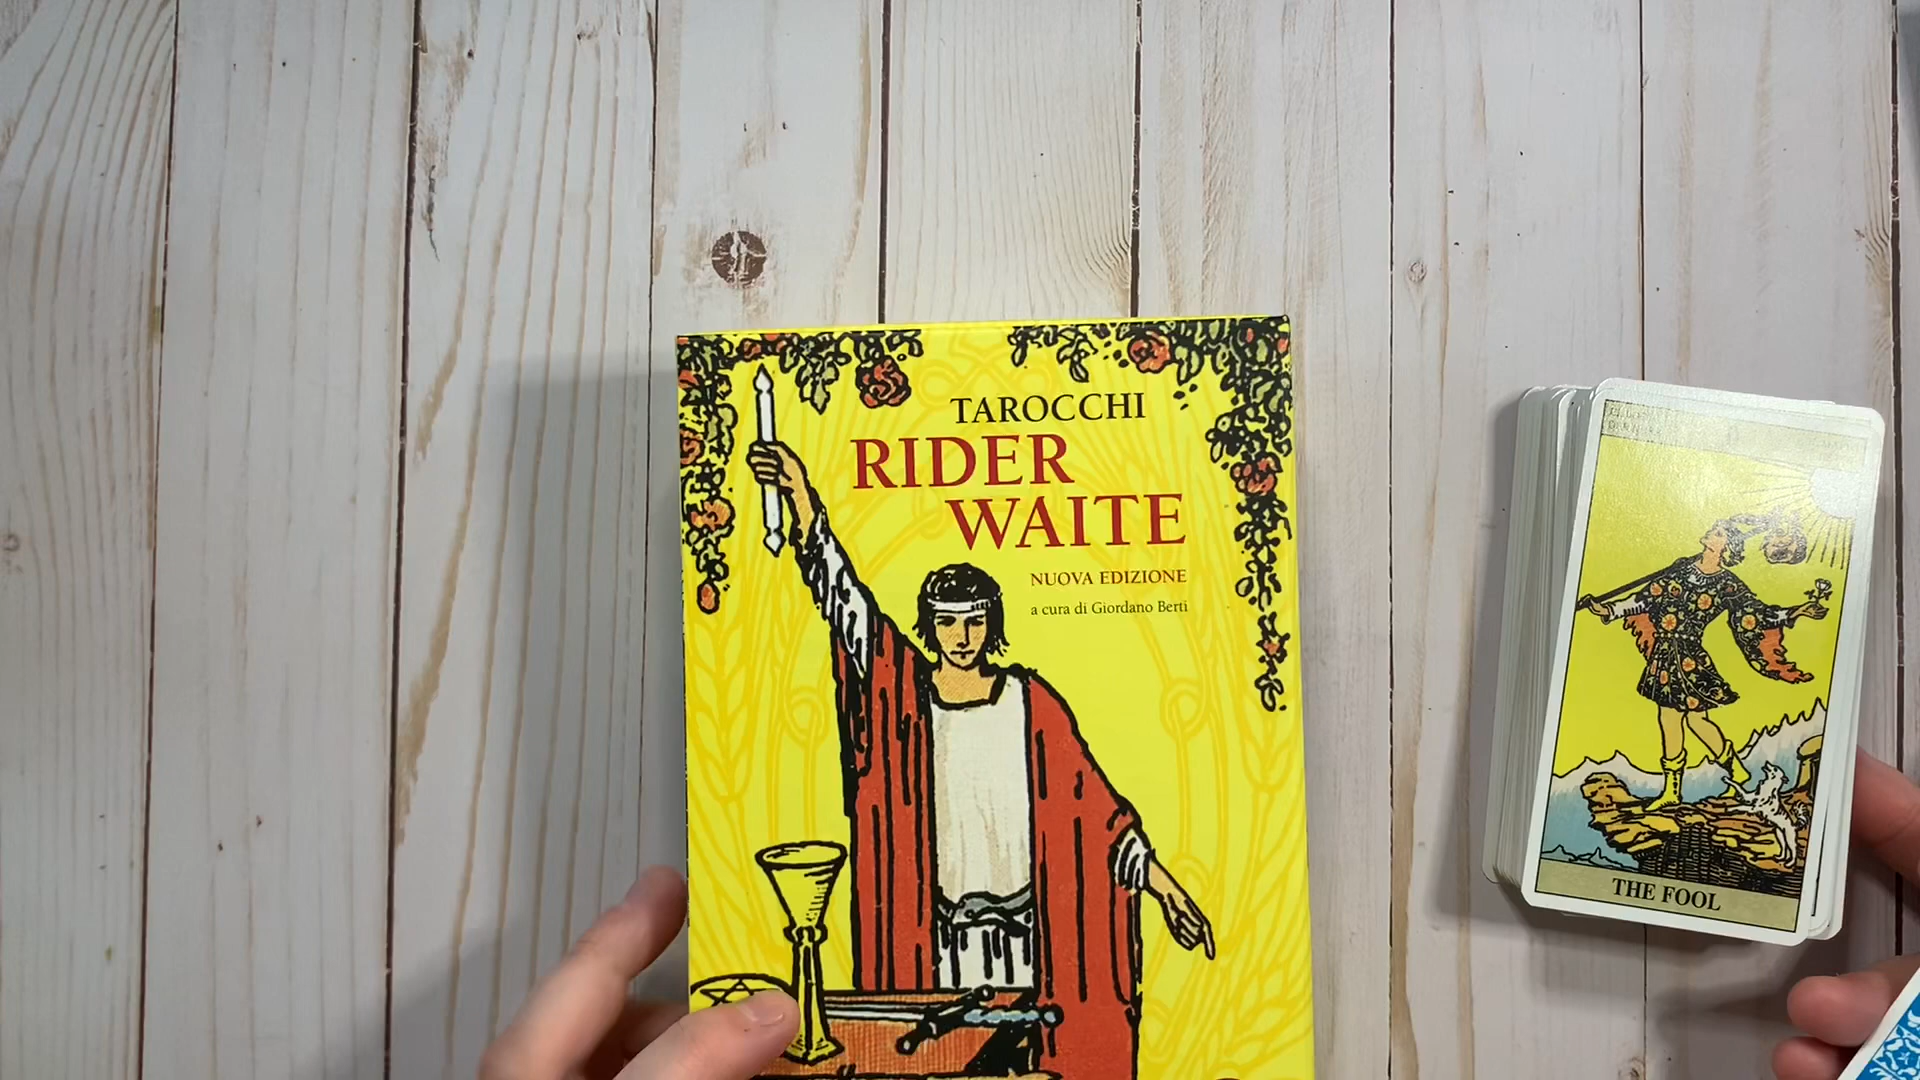 TAROCCHI
RIDER
WAITE
NUOVA EDIZIONE
a cura di Giordano Berti
THE FOOL